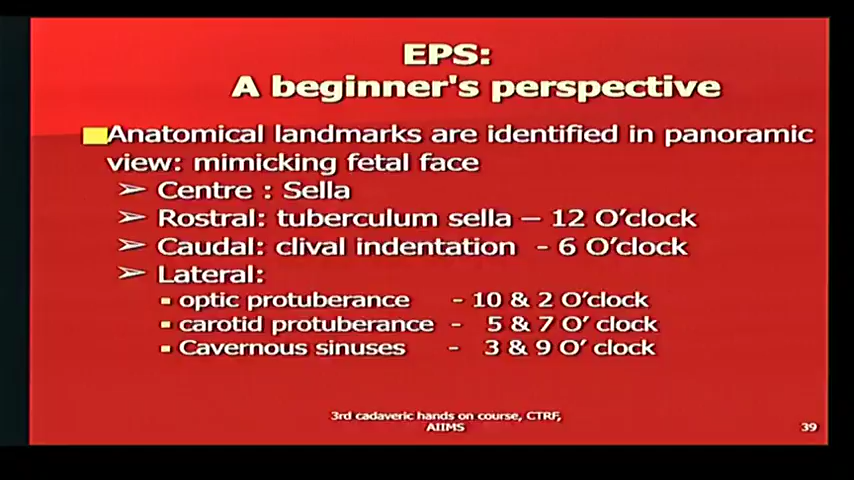 EPS:
A beginner's perspective
Anatomical landmarks are identified in panoramic
view: mimicking fetal face
➢ Centre : Sella
➢ Rostral: tuberculum sella – 12 O'clock
➢ Caudal: clival indentation - 6 O'clock
➢ Lateral:
▪ optic protuberance - 10 & 2 O'clock
▪ carotid protuberance - 5 & 7 O' clock
▪ Cavernous sinuses - 3 & 9 O' clock
3rd cadaveric hands on course, CTRF,
AIIMS
39